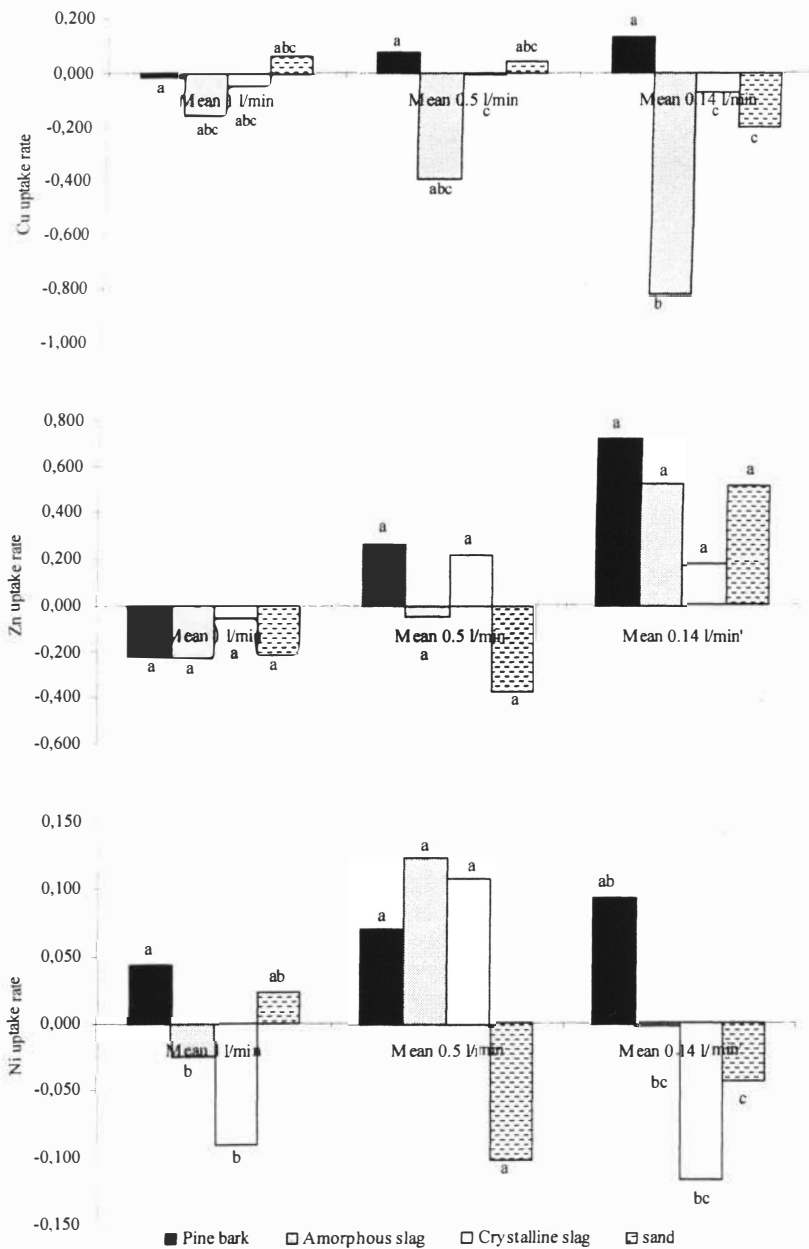 0,200
0,000
-0,200
-0,400
-0,600
-0,800
-1,000
Cu uptake rate
a abc abc abc
Mean 1 l/min
a abc c abc
Mean 0.5 l/min
a b c c
Mean 0.14 l/min
0,800
0,600
0,400
0,200
0,000
-0,200
-0,400
-0,600
Zn uptake rate
a a a a
Mean 1 l/min
a a a a
Mean 0.5 l/min
a a a a
Mean 0.14 l/min'
0,150
0,100
0,050
0,000
-0,050
-0,100
-0,150
Ni uptake rate
a b b ab
Mean 1 l/min
a a a a
Mean 0.5 l/min
ab bc bc c
Mean 0.14 l/min'
Pine bark Amorphous slag Crystalline slag sand